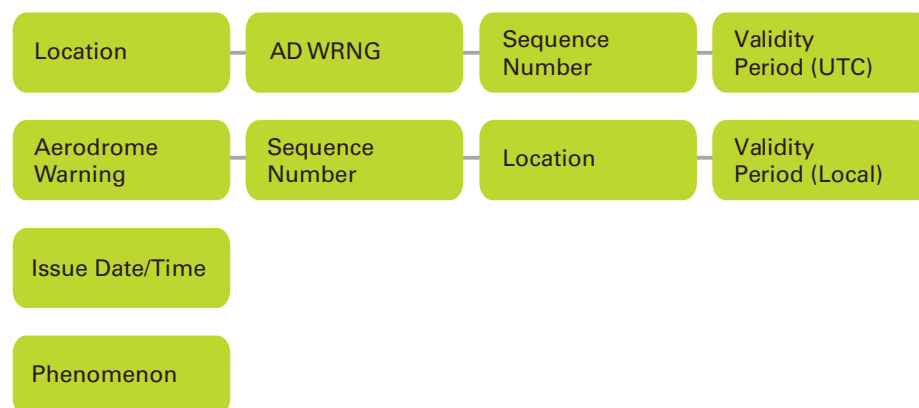 Location
AD WRNG
Sequence
Number
Validity
Period (UTC)
Aerodrome
Warning
Sequence
Number
Location
Validity
Period (Local)
Issue Date/Time
Phenomenon